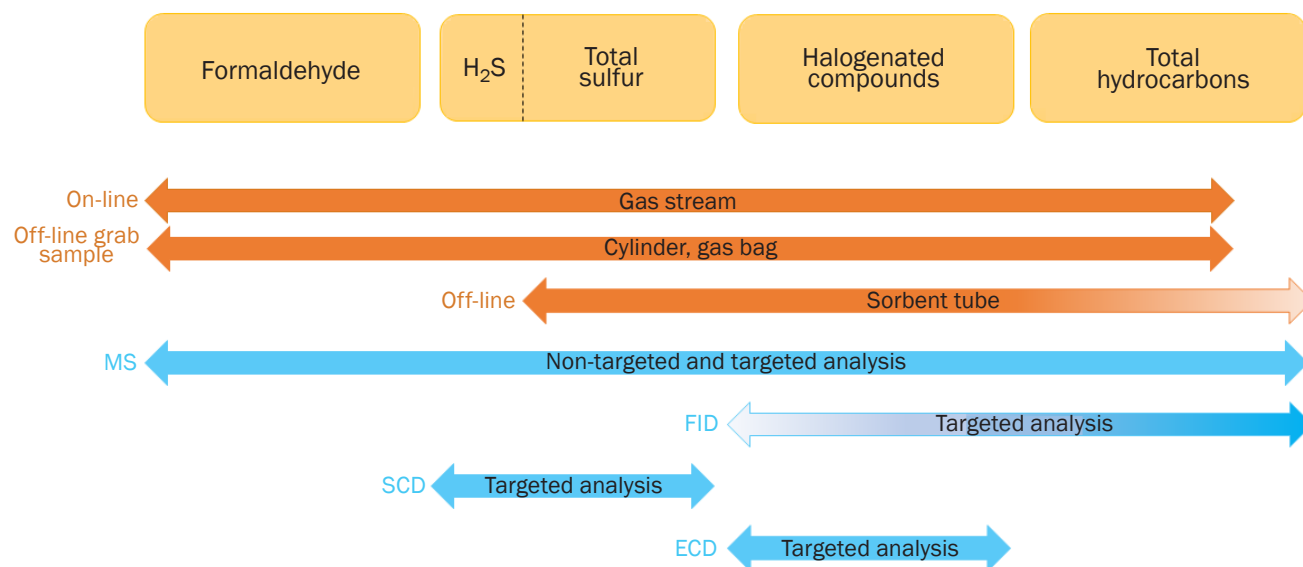 Formaldehyde
H₂S
Total
sulfur
Halogenated
compounds
Total
hydrocarbons
On-line
Gas stream
Off-line grab
sample
Cylinder, gas bag
Off-line
Sorbent tube
MS
Non-targeted and targeted analysis
FID
Targeted analysis
SCD
Targeted analysis
ECD
Targeted analysis